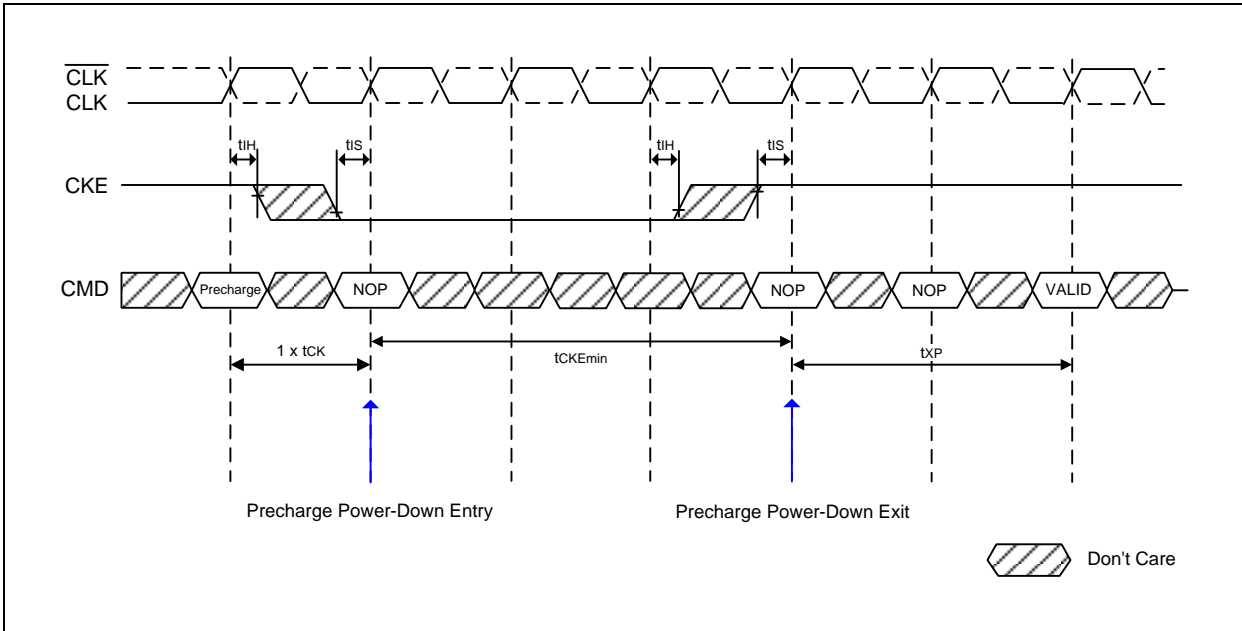 CLK
CLK
tIH
tIS
tIH
tIS
CKE
CMD
Precharge
NOP
NOP
NOP
VALID
1 x tCK
tCKEmin
tXP
Precharge Power-Down Entry
Precharge Power-Down Exit
Don't Care